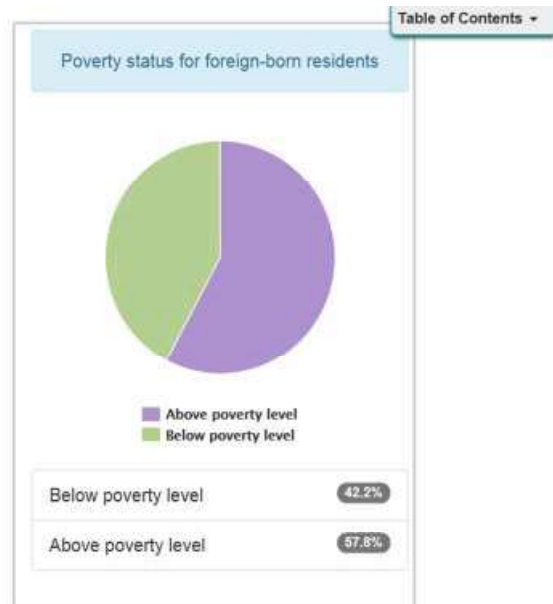 Table of Contents
Poverty status for foreign-born residents
Above poverty level
Below poverty level
Below poverty level 42.2%
Above poverty level 57.8%